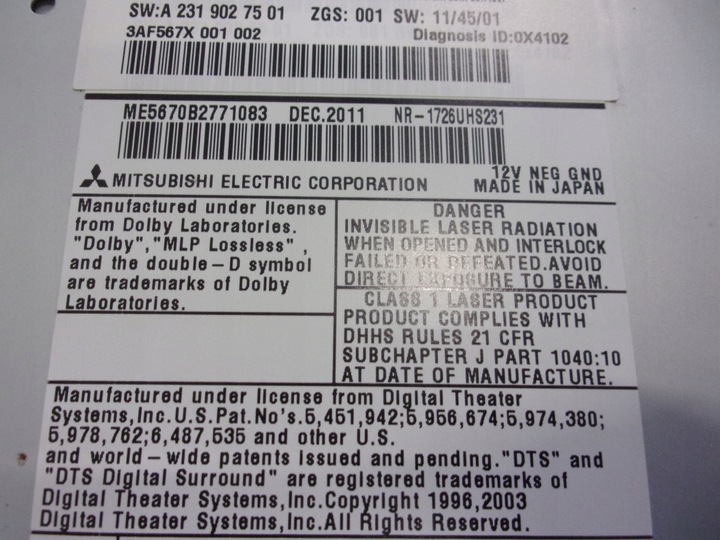 SW:A 231 902 75 01 ZGS: 001 SW: 11/45/01
3AF567X 001 002 Diagnosis ID:0X4102
ME5670B2771083 DEC.2011 NR-1726UHS231
MITSUBISHI ELECTRIC CORPORATION
12V NEG GND
MADE IN JAPAN
Manufactured under license
from Dolby Laboratories.
"Dolby","MLP Lossless" ,
and the double-D symbol
are trademarks of Dolby
Laboratories.
DANGER
INVISIBLE LASER RADIATION
WHEN OPENED AND INTERLOCK
FAILED OR DEFEATED.AVOID
DIRECT EXPOSURE TO BEAM.
CLASS 1 LASER PRODUCT
PRODUCT COMPLIES WITH
DHHS RULES 21 CFR
SUBCHAPTER J PART 1040:10
AT DATE OF MANUFACTURE.
Manufactured under license from Digital Theater
Systems,Inc.U.S.Pat.No's.5,451,942;5,956,674;5,974,380;
5,978,762;6,487,535 and other U.S.
and world-wide patents issued and pending."DTS" and
"DTS Digital Surround" are registered trademarks of
Digital Theater Systems,Inc.Copyright 1996,2003
Digital Theater Systems,Inc.All Rights Reserved.